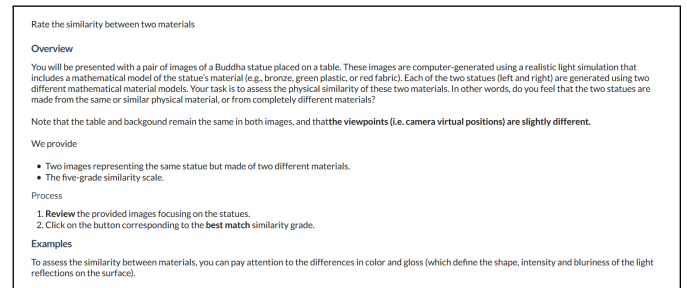 Rate the similarity between two materials
Overview
You will be presented with a pair of images of a Buddha statue placed on a table. These images are computer-generated using a realistic light simulation that
includes a mathematical model of the statue's material (e.g., bronze, green plastic, or red fabric). Each of the two statues (left and right) are generated using two
different mathematical material models. Your task is to assess the physical similarity of these two materials. In other words, do you feel that the two statues are
made from the same or similar physical material, or from completely different materials?
Note that the table and backgound remain the same in both images, and thatthe viewpoints (i.e. camera virtual positions) are slightly different.
We provide
• Two images representing the same statue but made of two different materials.
• The five-grade similarity scale.
Process
1. Review the provided images focusing on the statues.
2. Click on the button corresponding to the best match similarity grade.
Examples
To assess the similarity between materials, you can pay attention to the differences in color and gloss (which define the shape, intensity and bluriness of the light
reflections on the surface).